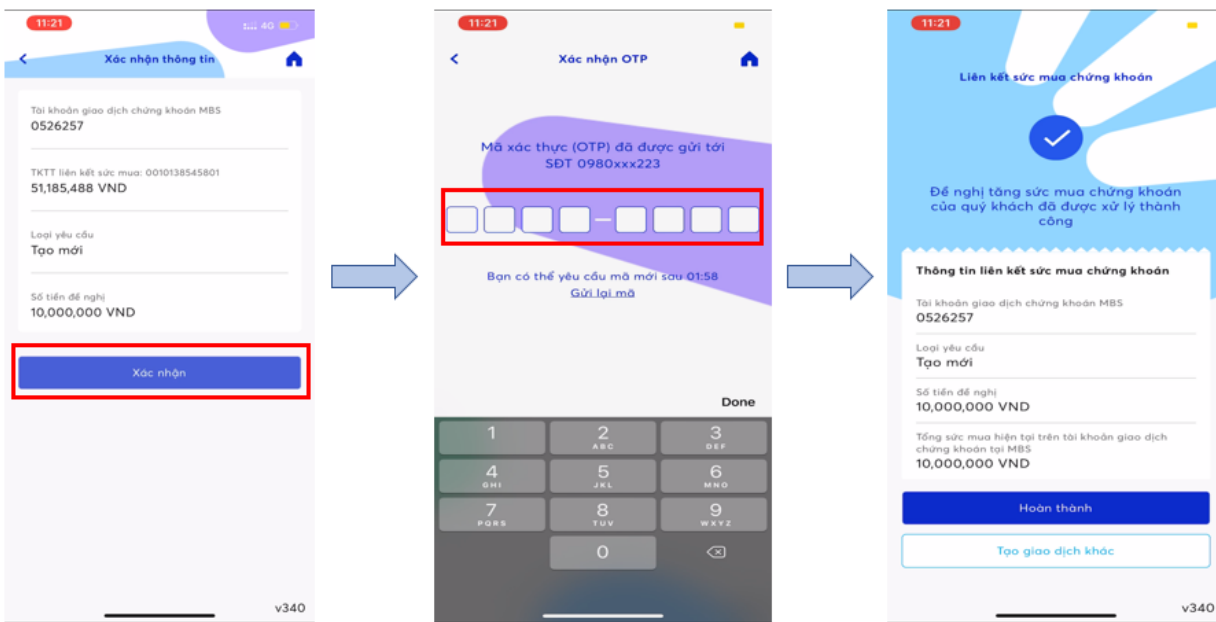 11:21
4G
Xác nhận thông tin
Tài khoản giao dịch chứng khoán MBS
0526257
TKTT liên kết sức mua: 0010138545801
51,185,488 VND
Loại yêu cầu
Tạo mới
Số tiền đề nghị
10,000,000 VND
Xác nhận
v340
11:21
Xác nhận OTP
Mã xác thực (OTP) đã được gửi tới
SĐT 0980xxx223
Bạn có thể yêu cầu mã mới sau 01:58
Gửi lại mã
Done
1
2
ABC
3
DEF
4
GHI
5
JKL
6
MNO
7
PQRS
8
TUV
9
WXYZ
0
11:21
Liên kết sức mua chứng khoán
Đề nghị tăng sức mua chứng khoán
của quý khách đã được xử lý thành
công
Thông tin liên kết sức mua chứng khoán
Tài khoản giao dịch chứng khoán MBS
0526257
Loại yêu cầu
Tạo mới
Số tiền đề nghị
10,000,000 VND
Tổng sức mua hiện tại trên tài khoản giao dịch
chứng khoán tại MBS
10,000,000 VND
Hoàn thành
Tạo giao dịch khác
v340